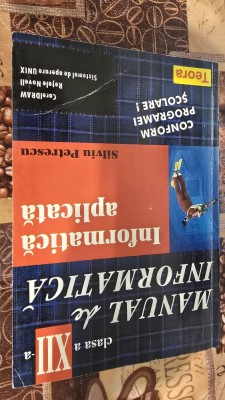 clasa a XII-a
MANUAL de
INFORMATICĂ
Informatică
aplicată
Silviu Petrescu
CONFORM
PROGRAMEI
ȘCOLARE !
CorelDRAW
Rețele Novell
Sistemul de operare UNIX
Teora